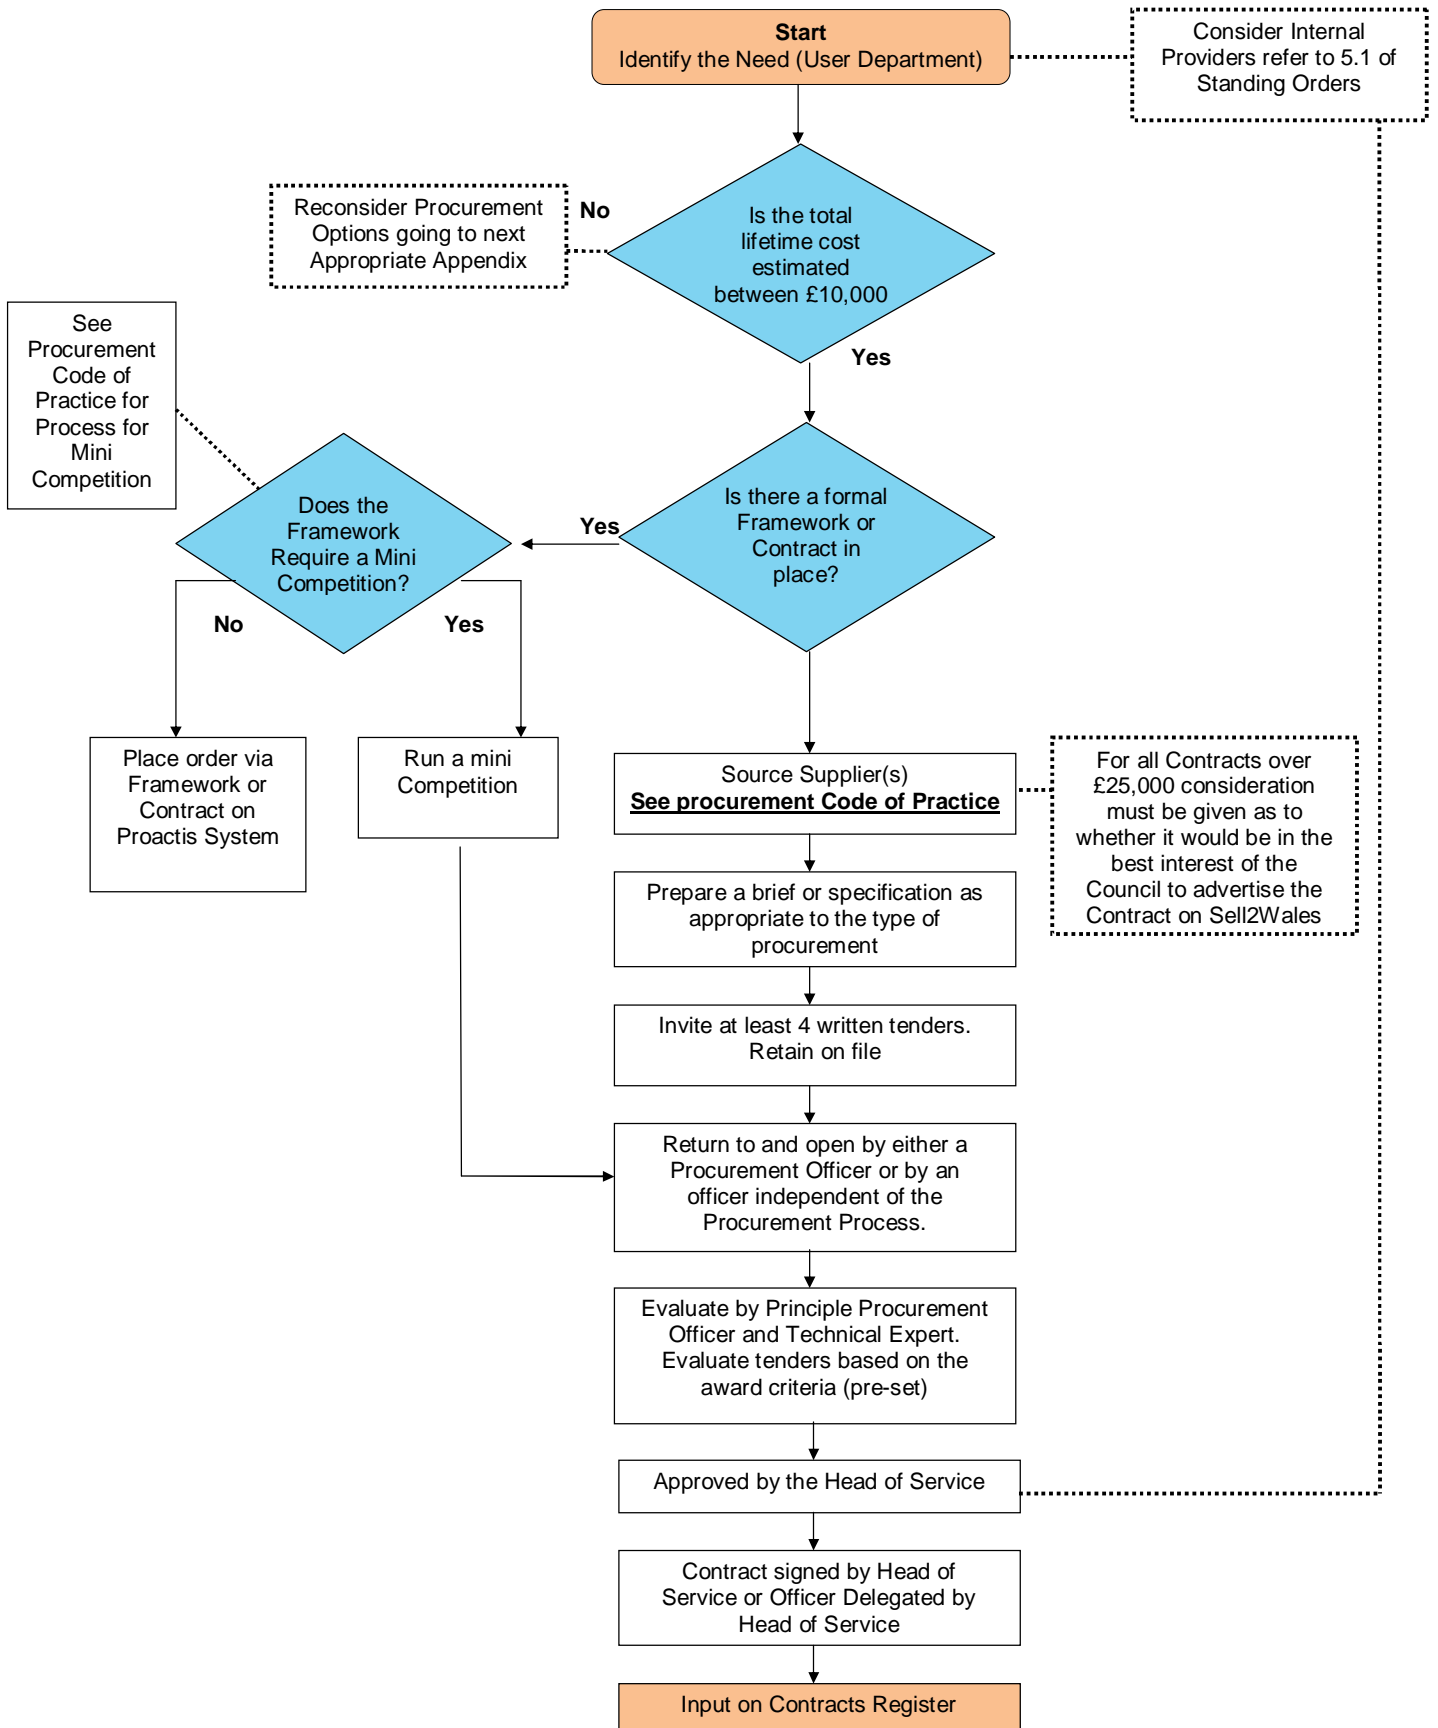 Start
Identify the Need (User Department)
Consider Internal
Providers refer to 5.1 of
Standing Orders
Reconsider Procurement
Options going to next
Appropriate Appendix
No
Is the total
lifetime cost
estimated
between £10,000
Yes
See
Procurement
Code of
Practice for
Process for
Mini
Competition
Does the
Framework
Require a Mini
Competition?
Yes
Is there a formal
Framework or
Contract in
place?
No
Yes
Place order via
Framework or
Contract on
Proactis System
Run a mini
Competition
Source Supplier(s)
See procurement Code of Practice
For all Contracts over
£25,000 consideration
must be given as to
whether it would be in the
best interest of the
Council to advertise the
Contract on Sell2Wales
Prepare a brief or specification as
appropriate to the type of
procurement
Invite at least 4 written tenders.
Retain on file
Return to and open by either a
Procurement Officer or by an
officer independent of the
Procurement Process.
Evaluate by Principle Procurement
Officer and Technical Expert.
Evaluate tenders based on the
award criteria (pre-set)
Approved by the Head of Service
Contract signed by Head of
Service or Officer Delegated by
Head of Service
Input on Contracts Register